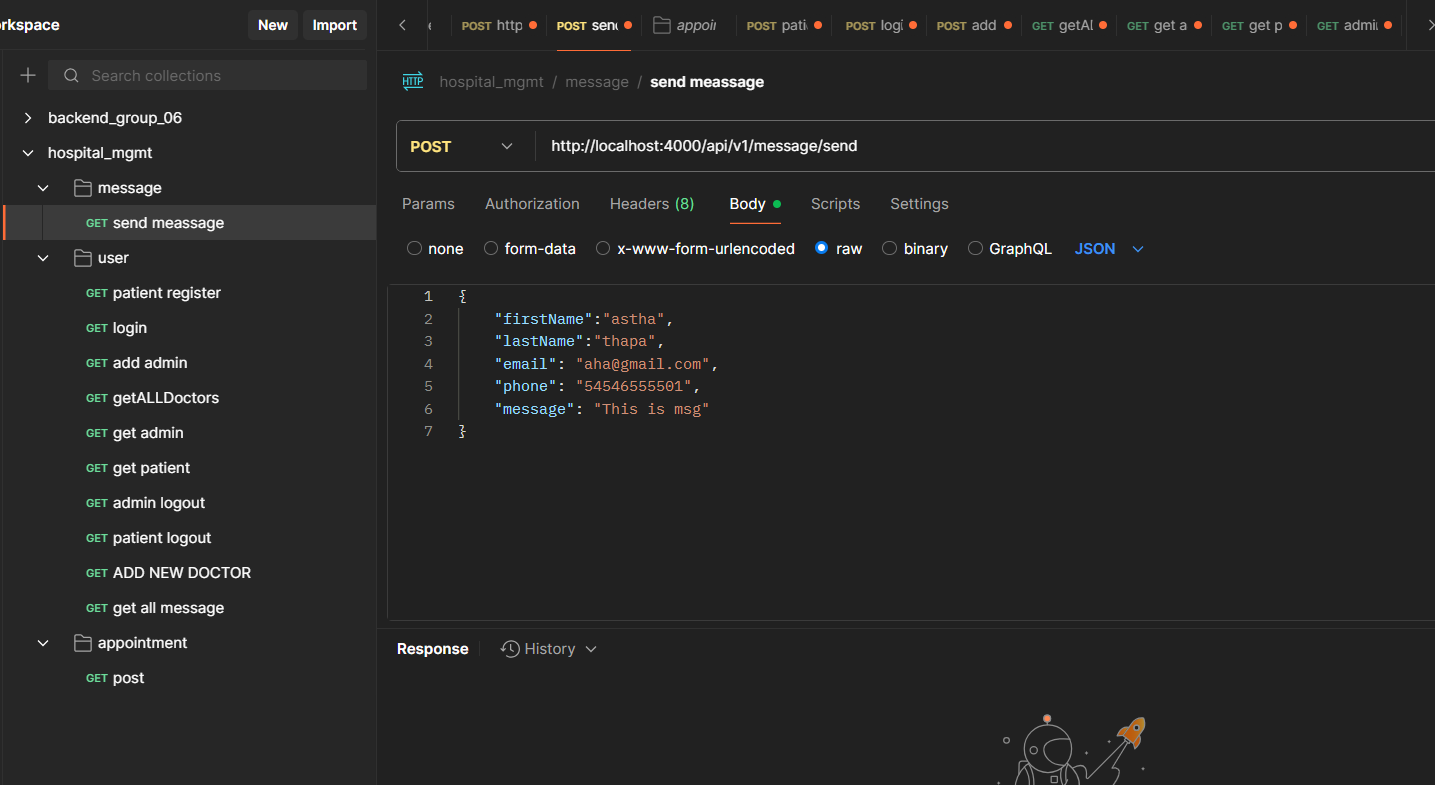 orkspace
New
Import
Search collections
backend_group_06
hospital_mgmt
message
GET send meassage
user
GET patient register
GET login
GET add admin
GET getALLDoctors
GET get admin
GET get patient
GET admin logout
GET patient logout
GET ADD NEW DOCTOR
GET get all message
appointment
GET post
POST http
POST send
appoin
POST patie
POST logi
POST add
GET getAl
GET get a
GET get p
GET admi
HTTP hospital_mgmt / message / send meassage
POST http://localhost:4000/api/v1/message/send
Params Authorization Headers (8) Body Scripts Settings
none form-data x-www-form-urlencoded raw binary GraphQL JSON
1 {
2 "firstName":"astha",
3 "lastName":"thapa",
4 "email": "aha@gmail.com",
5 "phone": "54546555501",
6 "message": "This is msg"
7 }
Response History